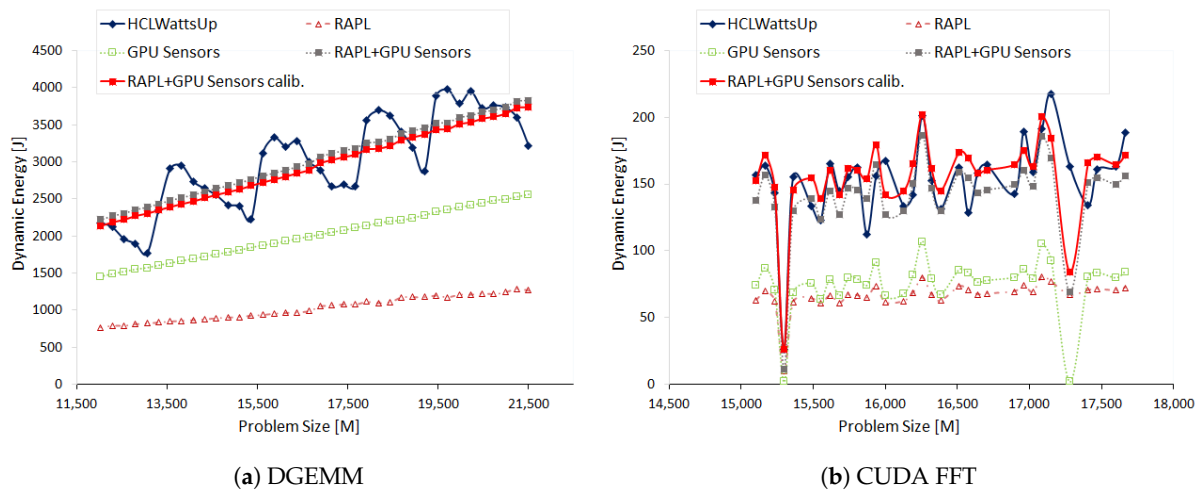 HCLWattsUp RAPL
GPU Sensors RAPL+GPU Sensors
RAPL+GPU Sensors calib.
Dynamic Energy [J]
4500
4000
3500
3000
2500
2000
1500
1000
500
0
11,500 13,500 15,500 17,500 19,500 21,500
Problem Size [M]
(a) DGEMM
HCLWattsUp RAPL
GPU Sensors RAPL+GPU Sensors
RAPL+GPU Sensors calib.
Dynamic Energy [J]
250
200
150
100
50
0
14,500 15,000 15,500 16,000 16,500 17,000 17,500 18,000
Problem Size [M]
(b) CUDA FFT